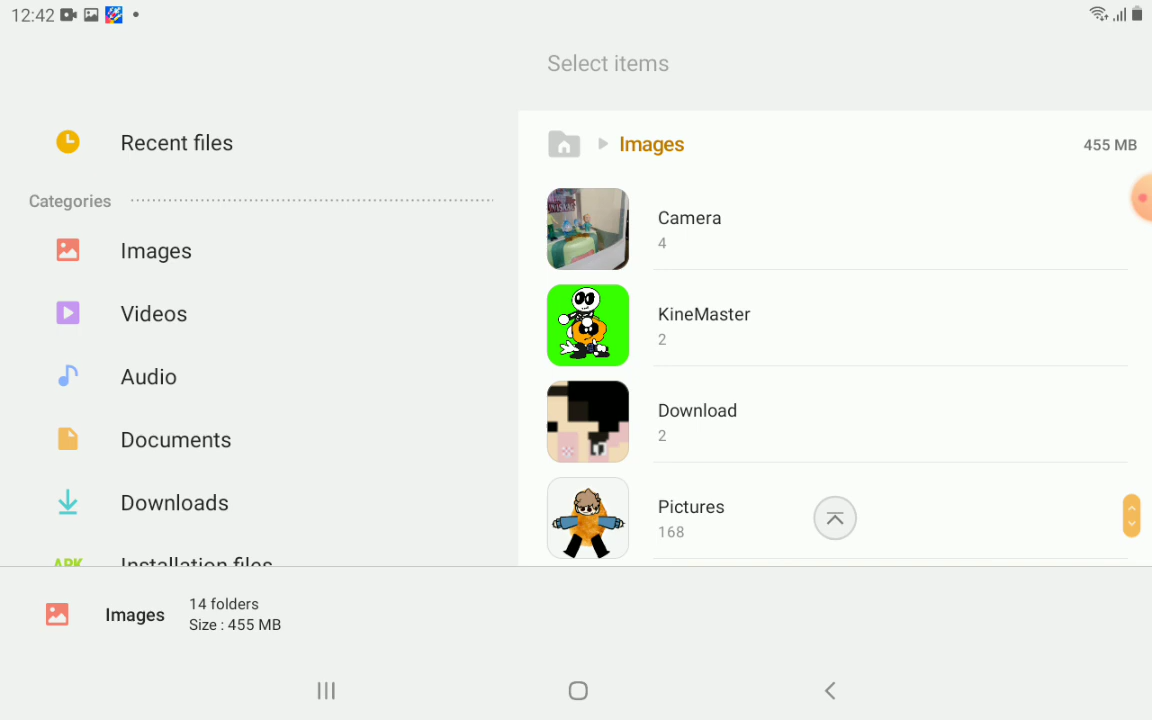 12:42
Select items
Recent files
Categories
Images
Videos
Audio
Documents
Downloads
APK Installation files
Images
455 MB
Camera
4
KineMaster
2
Download
2
Pictures
168
Images
14 folders
Size : 455 MB